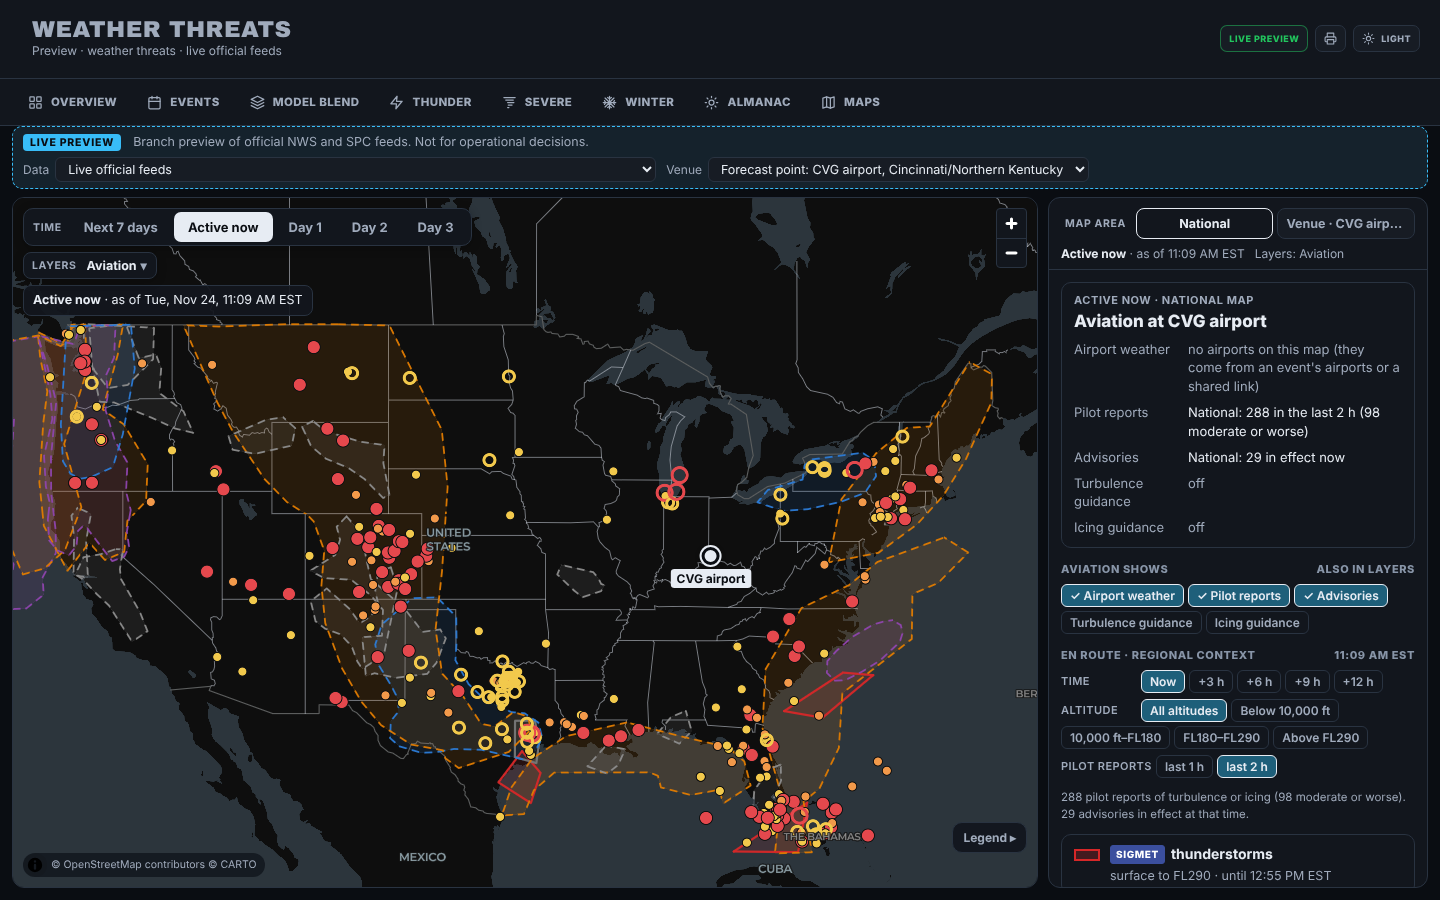 WEATHER THREATS
Preview · weather threats · live official feeds
LIVE PREVIEW
LIGHT
OVERVIEW
EVENTS
MODEL BLEND
THUNDER
SEVERE
WINTER
ALMANAC
MAPS
LIVE PREVIEW Branch preview of official NWS and SPC feeds. Not for operational decisions.
Data Live official feeds
Venue Forecast point: CVG airport, Cincinnati/Northern Kentucky
TIME Next 7 days Active now Day 1 Day 2 Day 3
LAYERS Aviation ▾
Active now · as of Tue, Nov 24, 11:09 AM EST
+
−
UNITED
STATES
CVG airport
BER
THE BAHAMAS
MEXICO
CUBA
Legend ▸
© OpenStreetMap contributors © CARTO
MAP AREA National Venue · CVG airp...
Active now · as of 11:09 AM EST Layers: Aviation
ACTIVE NOW · NATIONAL MAP
Aviation at CVG airport
Airport weather no airports on this map (they
come from an event's airports or a
shared link)
Pilot reports National: 288 in the last 2 h (98
moderate or worse)
Advisories National: 29 in effect now
Turbulence off
guidance
Icing guidance off
AVIATION SHOWS ALSO IN LAYERS
✓ Airport weather ✓ Pilot reports ✓ Advisories
Turbulence guidance Icing guidance
EN ROUTE · REGIONAL CONTEXT 11:09 AM EST
TIME Now +3 h +6 h +9 h +12 h
ALTITUDE All altitudes Below 10,000 ft
10,000 ft–FL180 FL180–FL290 Above FL290
PILOT REPORTS last 1 h last 2 h
288 pilot reports of turbulence or icing (98 moderate or worse).
29 advisories in effect at that time.
SIGMET thunderstorms
surface to FL290 · until 12:55 PM EST